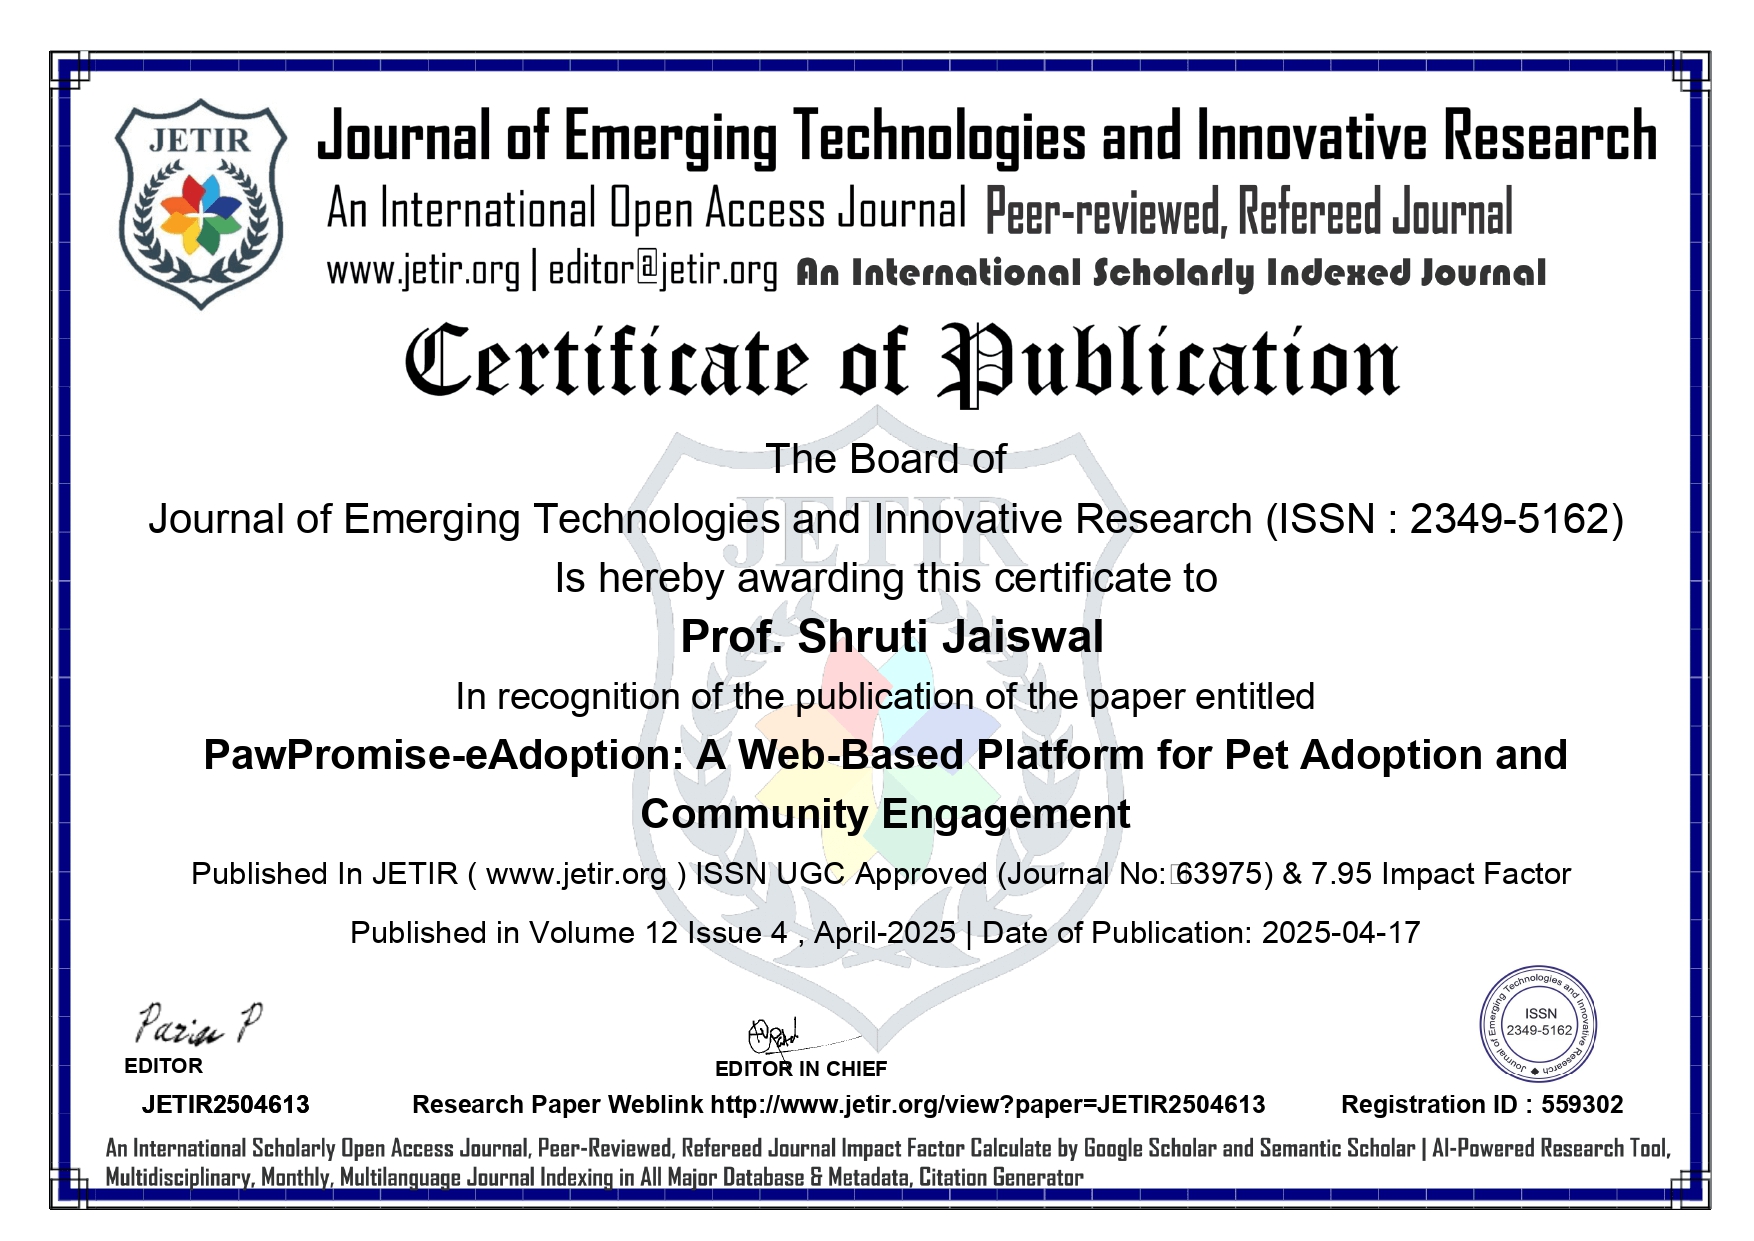 JETIR
Journal of Emerging Technologies and Innovative Research
An International Open Access Journal Peer-reviewed, Refereed Journal
www.jetir.org | editor@jetir.org An International Scholarly Indexed Journal
Certificate of Publication
JETIR
The Board of
Journal of Emerging Technologies and Innovative Research (ISSN : 2349-5162)
Is hereby awarding this certificate to
Prof. Shruti Jaiswal
In recognition of the publication of the paper entitled
PawPromise-eAdoption: A Web-Based Platform for Pet Adoption and
Community Engagement
Published In JETIR ( www.jetir.org ) ISSN UGC Approved (Journal No: 63975) & 7.95 Impact Factor
Published in Volume 12 Issue 4 , April-2025 | Date of Publication: 2025-04-17
Parin P
EDITOR
EDITOR IN CHIEF
Journal of Emerging Technologies and Innovative Research
ISSN
2349-5162
JETIR2504613 Research Paper Weblink http://www.jetir.org/view?paper=JETIR2504613 Registration ID : 559302
An International Scholarly Open Access Journal, Peer-Reviewed, Refereed Journal Impact Factor Calculate by Google Scholar and Semantic Scholar | AI-Powered Research Tool,
Multidisciplinary, Monthly, Multilanguage Journal Indexing in All Major Database & Metadata, Citation Generator